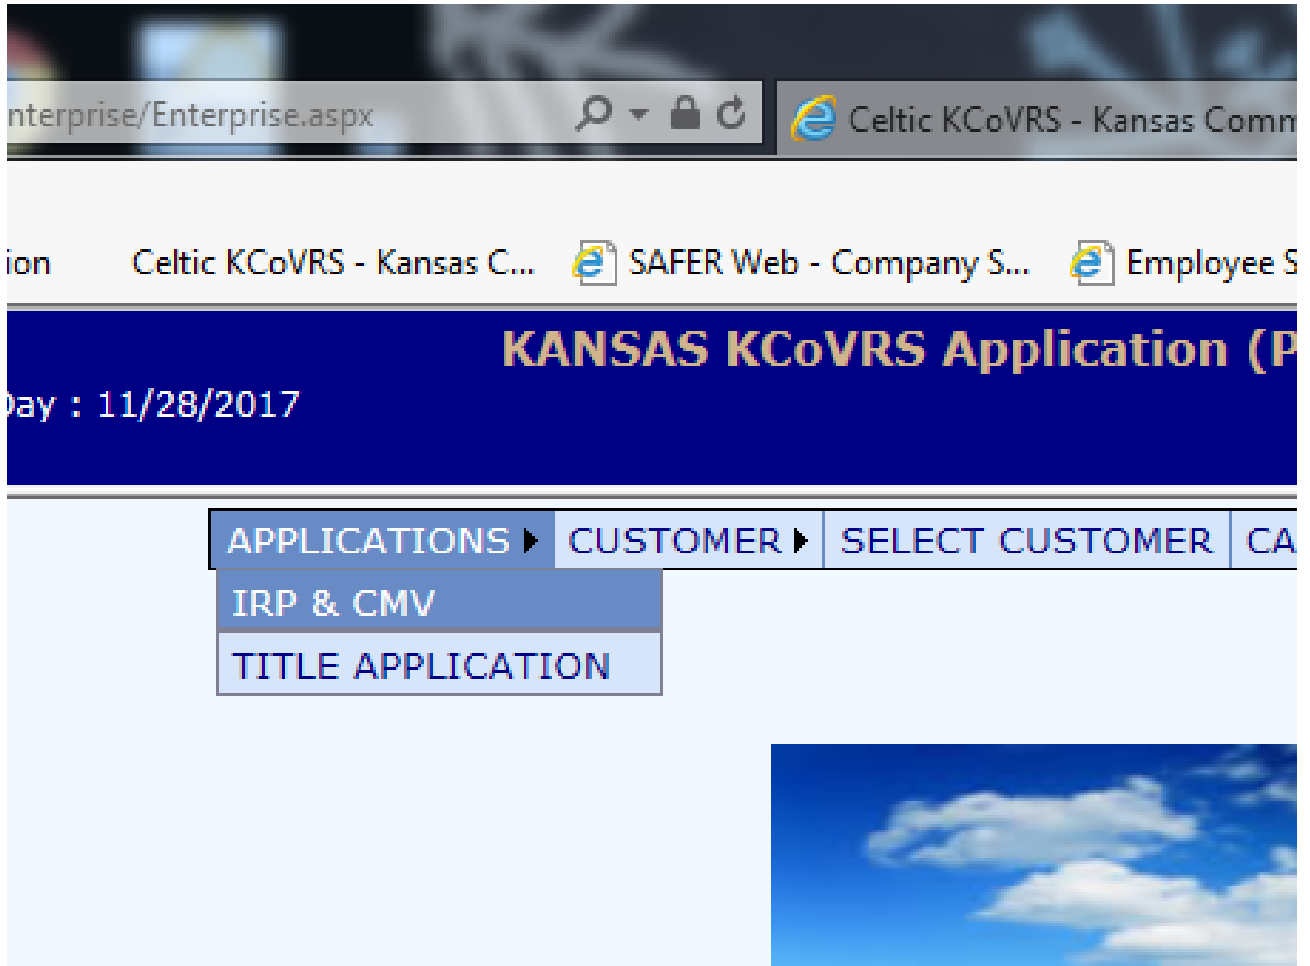 nterprise/Enterprise.aspx
Celtic KCoVRS - Kansas Comm
ion
Celtic KCoVRS - Kansas C...
SAFER Web - Company S...
Employee S
KANSAS KCoVRS Application (P
Day : 11/28/2017
APPLICATIONS
CUSTOMER
SELECT CUSTOMER
CA
IRP & CMV
TITLE APPLICATION